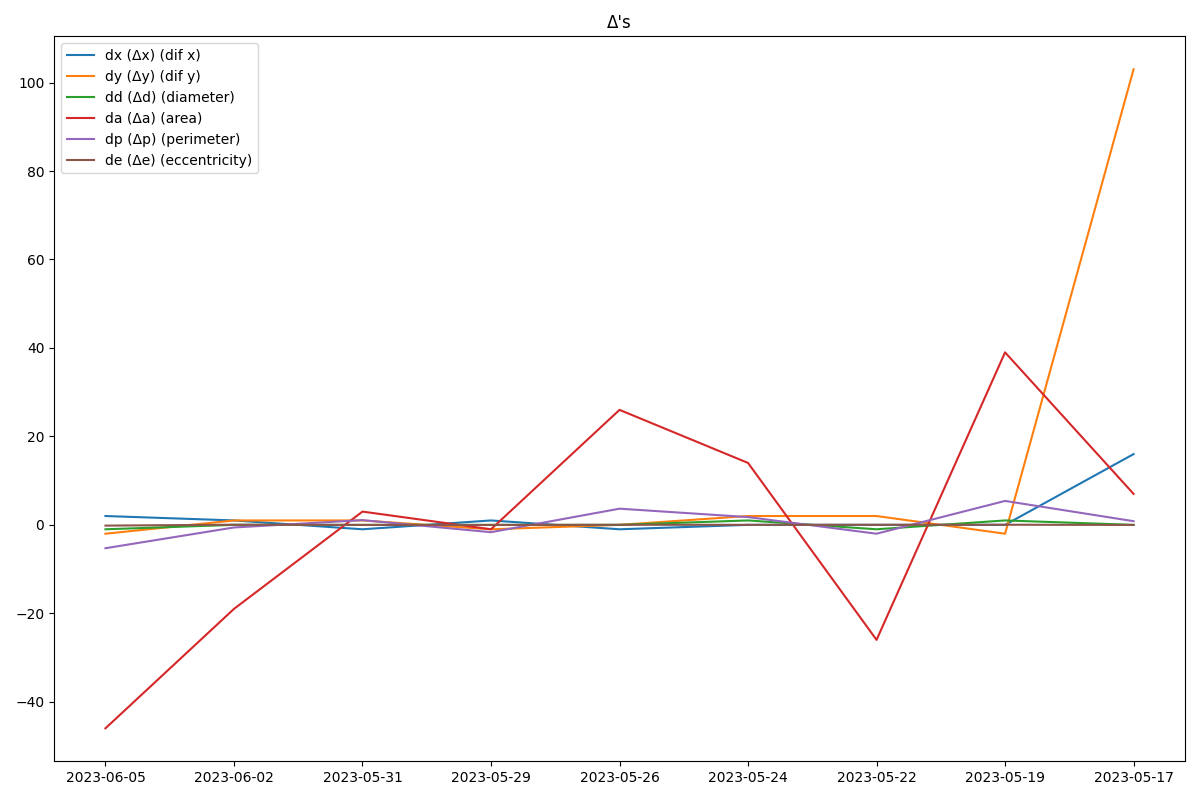 Δ's
dx (Δx) (dif x)
dy (Δy) (dif y)
dd (Δd) (diameter)
da (Δa) (area)
dp (Δp) (perimeter)
de (Δe) (eccentricity)
100
80
60
40
20
0
−20
−40
2023-06-05 2023-06-02 2023-05-31 2023-05-29 2023-05-26 2023-05-24 2023-05-22 2023-05-19 2023-05-17